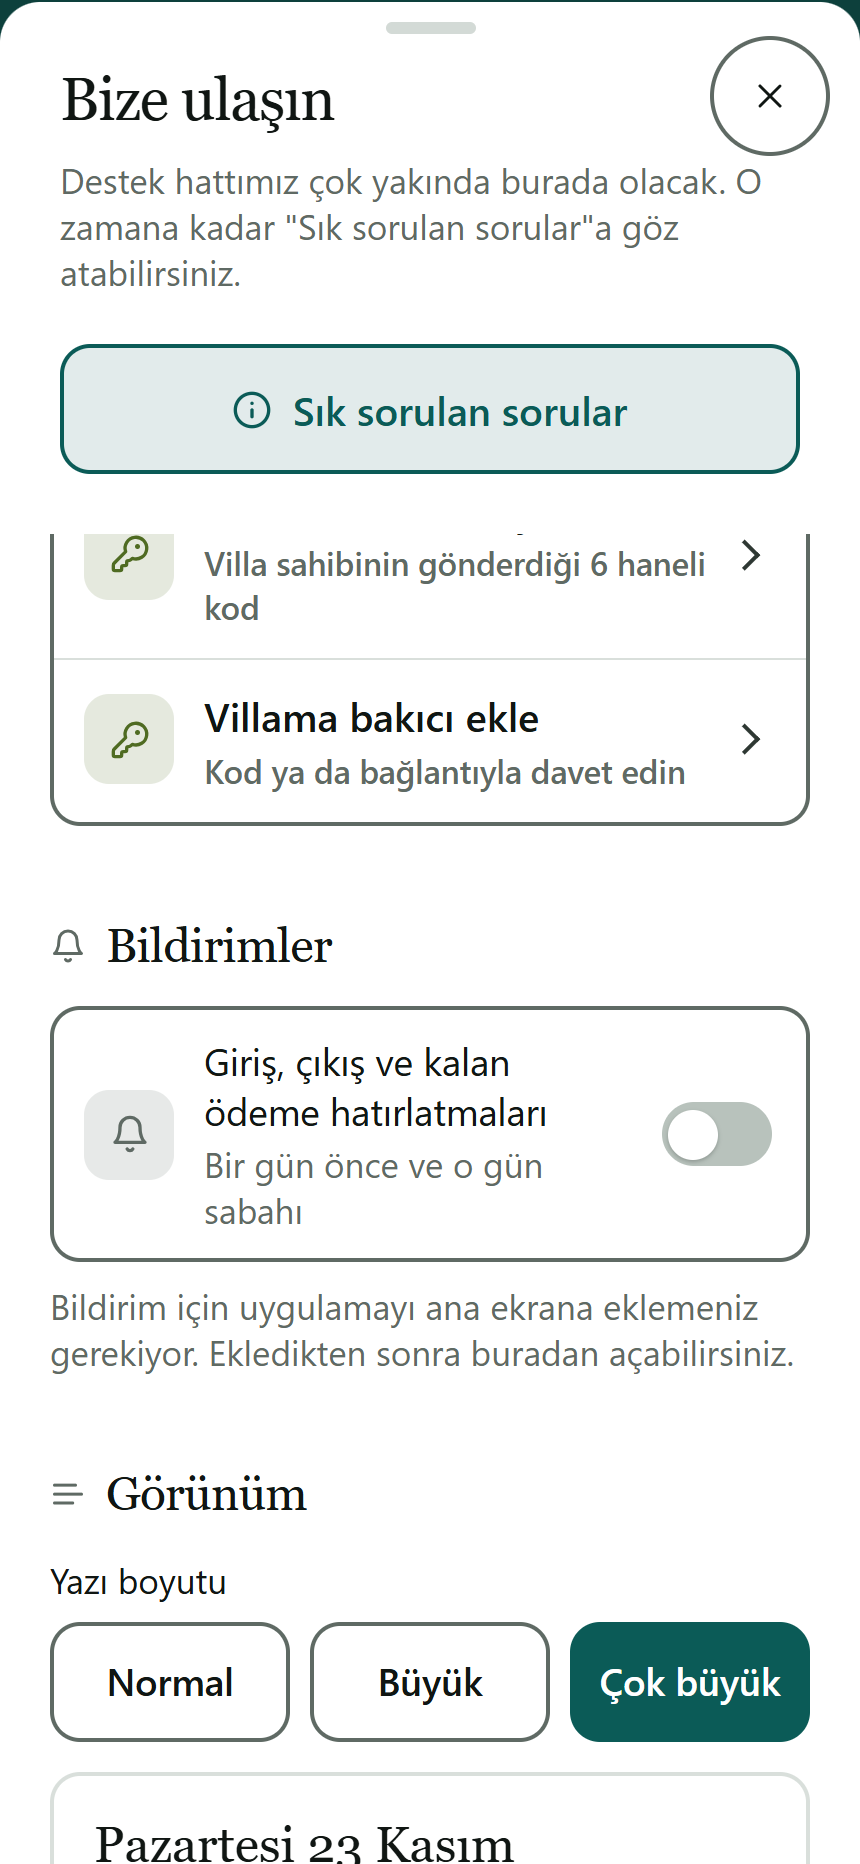 Bize ulaşın
Destek hattımız çok yakında burada olacak. O
zamana kadar "Sık sorulan sorular"a göz
atabilirsiniz.
Sık sorulan sorular
Villa sahibinin gönderdiği 6 haneli
kod
Villama bakıcı ekle
Kod ya da bağlantıyla davet edin
Bildirimler
Giriş, çıkış ve kalan
ödeme hatırlatmaları
Bir gün önce ve o gün
sabahı
Bildirim için uygulamayı ana ekrana eklemeniz
gerekiyor. Ekledikten sonra buradan açabilirsiniz.
Görünüm
Yazı boyutu
Normal
Büyük
Çok büyük
Pazartesi 23 Kasım